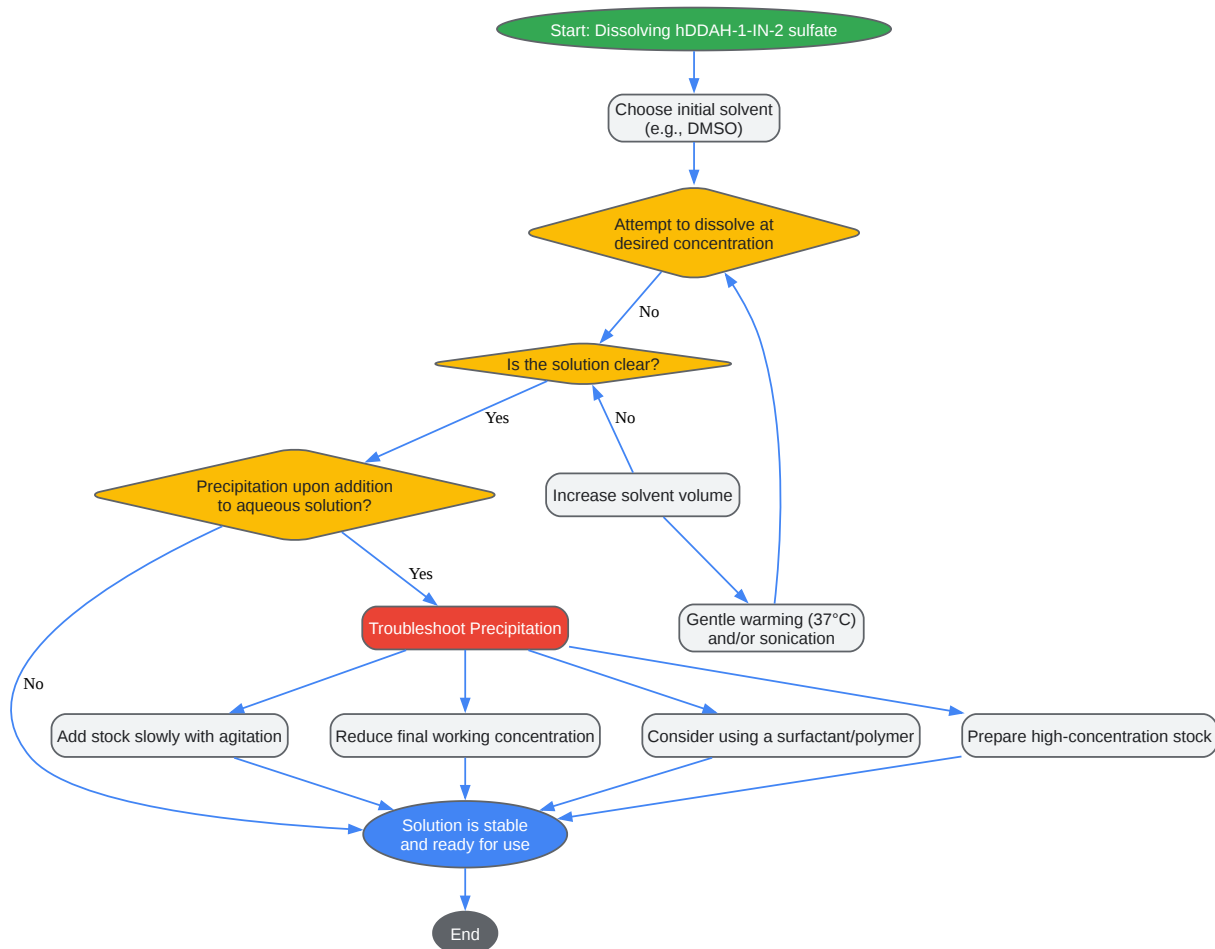 Start: Dissolving hDDAH-1-IN-2 sulfate
Choose initial solvent
(e.g., DMSO)
Attempt to dissolve at
desired concentration
No
Is the solution clear?
Yes
No
Precipitation upon addition
to aqueous solution?
Increase solvent volume
Yes
Gentle warming (37°C)
and/or sonication
Troubleshoot Precipitation
No
Add stock slowly with agitation
Reduce final working concentration
Consider using a surfactant/polymer
Prepare high-concentration stock
Solution is stable
and ready for use
End